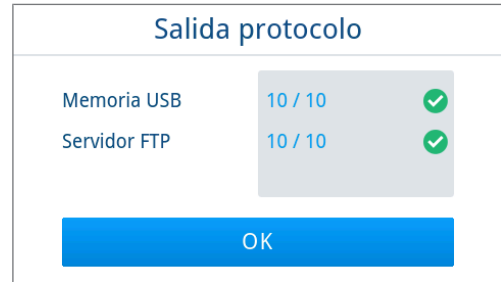 Salida protocolo
Memoria USB 10 / 10
Servidor FTP 10 / 10
OK